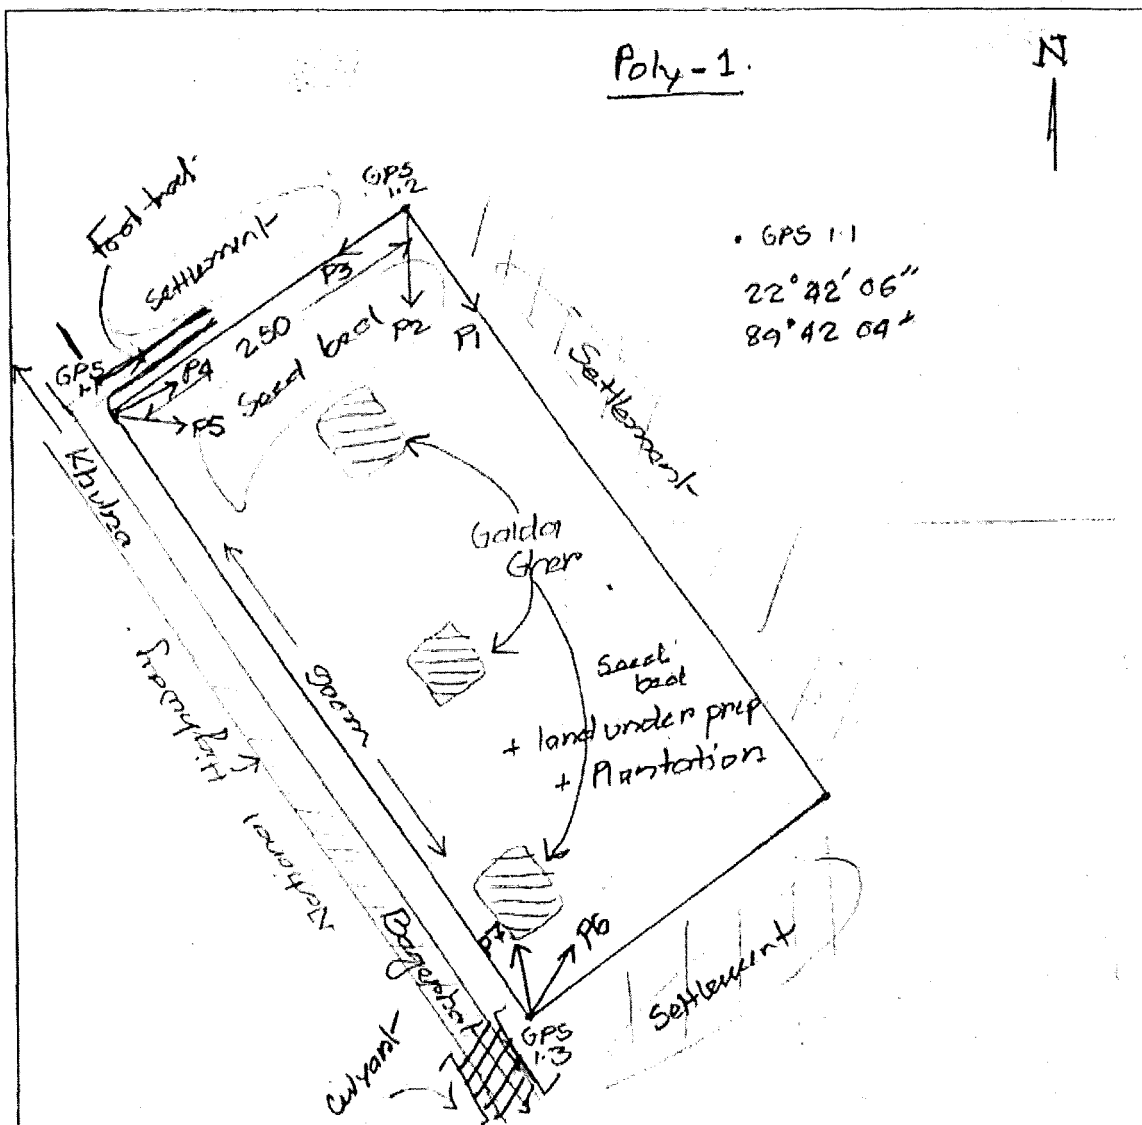 Poly-1.
N
GPS
1.2
Foot trail
Settlement
• GPS 1.1
22°42'06"
89°42 04"
P3
250
P2
P1
Seed bed
GPS
1.1
P4
P5
Settlement
Khulna
Galda
Gher
900m
Seed
bed
+ land under prep
+ Plantation
National Highway
Bagerhat
P7
P6
Settlement
GPS
1.3